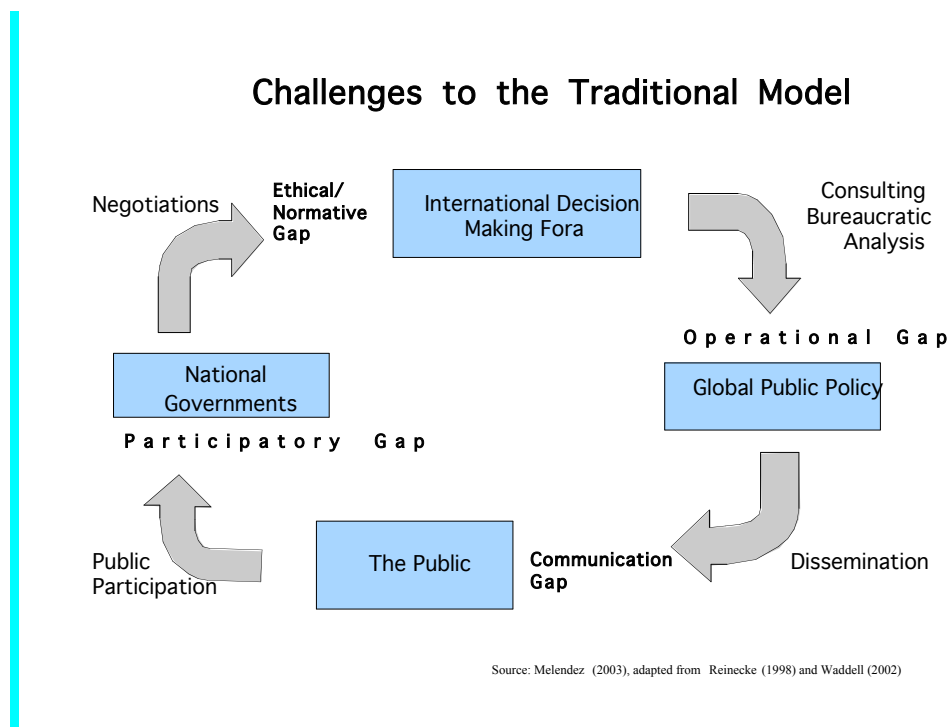 Challenges to the Traditional Model
Negotiations
Ethical/
Normative
Gap
International Decision
Making Fora
Consulting
Bureaucratic
Analysis
Operational Gap
National
Governments
Global Public Policy
Participatory Gap
Public
Participation
The Public
Communication
Gap
Dissemination
Source: Melendez (2003), adapted from Reinecke (1998) and Waddell (2002)